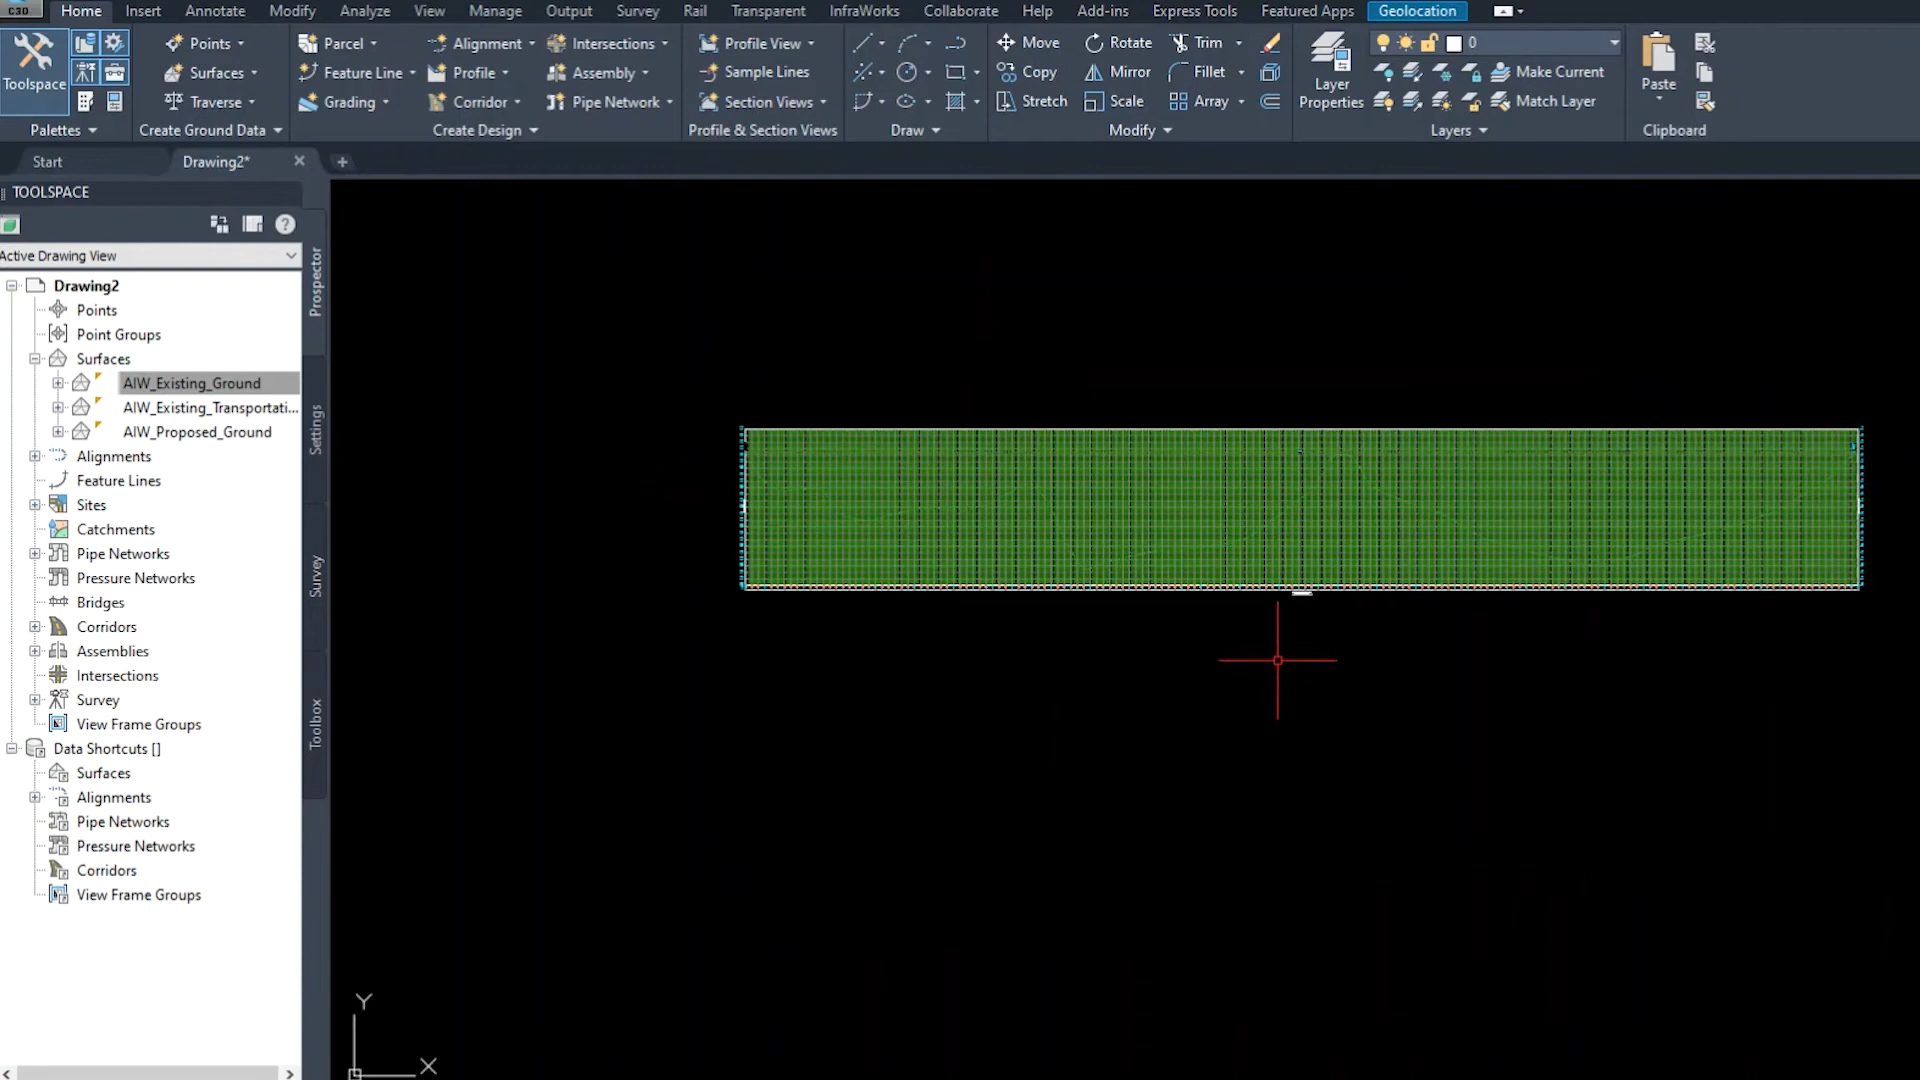 C3D Home Insert Annotate Modify Analyze View Manage Output Survey Rail Transparent InfraWorks Collaborate Help Add-ins Express Tools Featured Apps Geolocation
Points Parcel Alignment Intersections Profile View Move Rotate Trim 0
Toolspace Surfaces Feature Line Profile Assembly Sample Lines Copy Mirror Fillet Layer Properties Make Current Paste
Traverse Grading Corridor Pipe Network Section Views Stretch Scale Array Match Layer
Palettes Create Ground Data Create Design Profile & Section Views Draw Modify Layers Clipboard
Start Drawing2*
TOOLSPACE
Active Drawing View
Prospector
Settings
Survey
Toolbox
Drawing2
Points
Point Groups
Surfaces
AIW_Existing_Ground
AIW_Existing_Transportati...
AIW_Proposed_Ground
Alignments
Feature Lines
Sites
Catchments
Pipe Networks
Pressure Networks
Bridges
Corridors
Assemblies
Intersections
Survey
View Frame Groups
Data Shortcuts []
Surfaces
Alignments
Pipe Networks
Pressure Networks
Corridors
View Frame Groups
Y
X